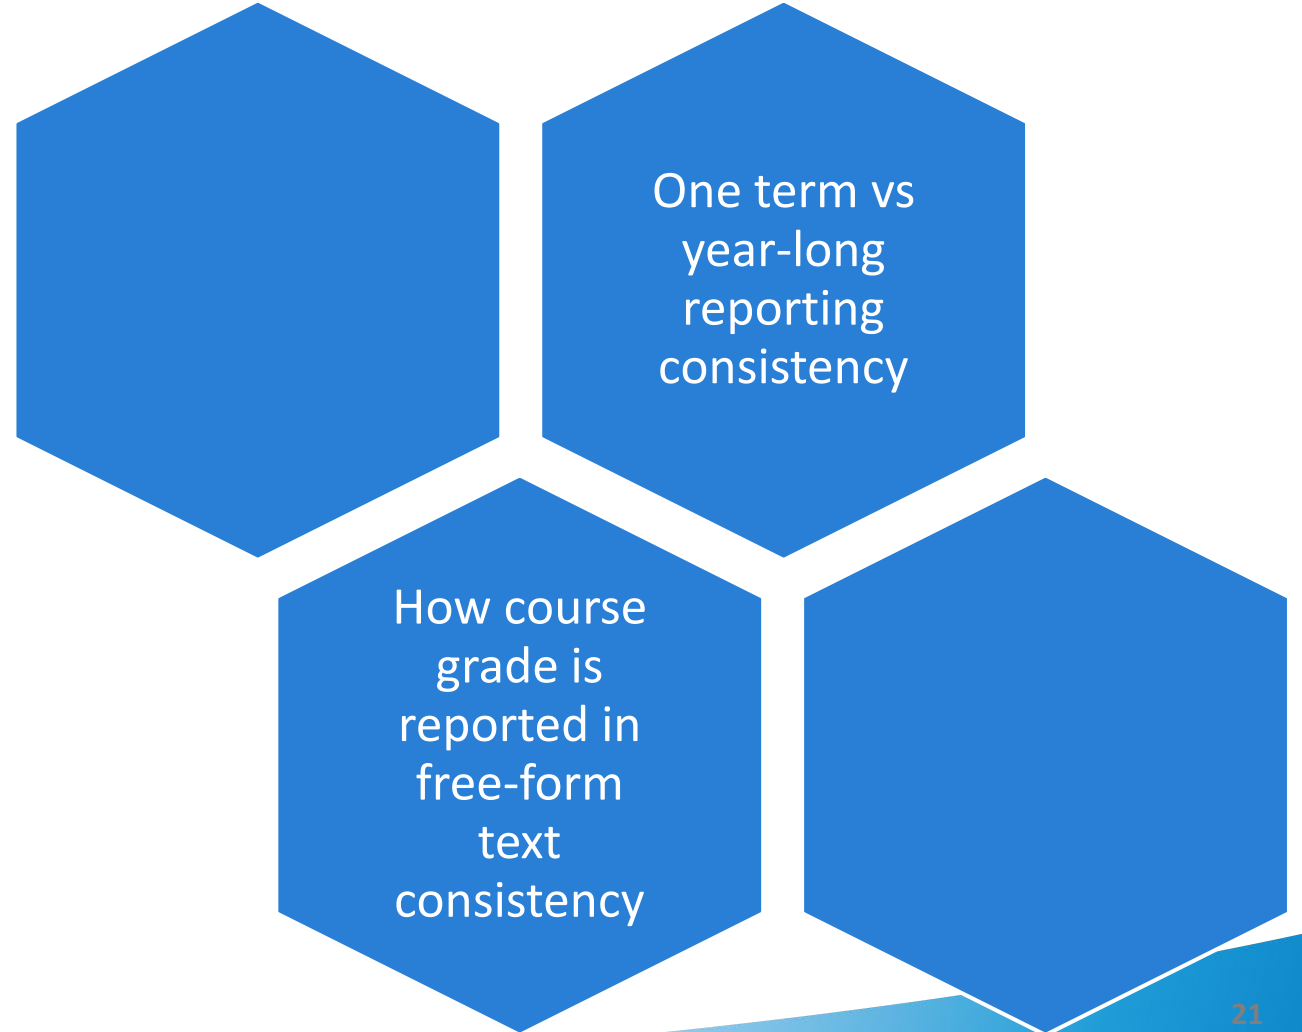 One term vs
year-long
reporting
consistency
How course
grade is
reported in
free-form
text
consistency
21